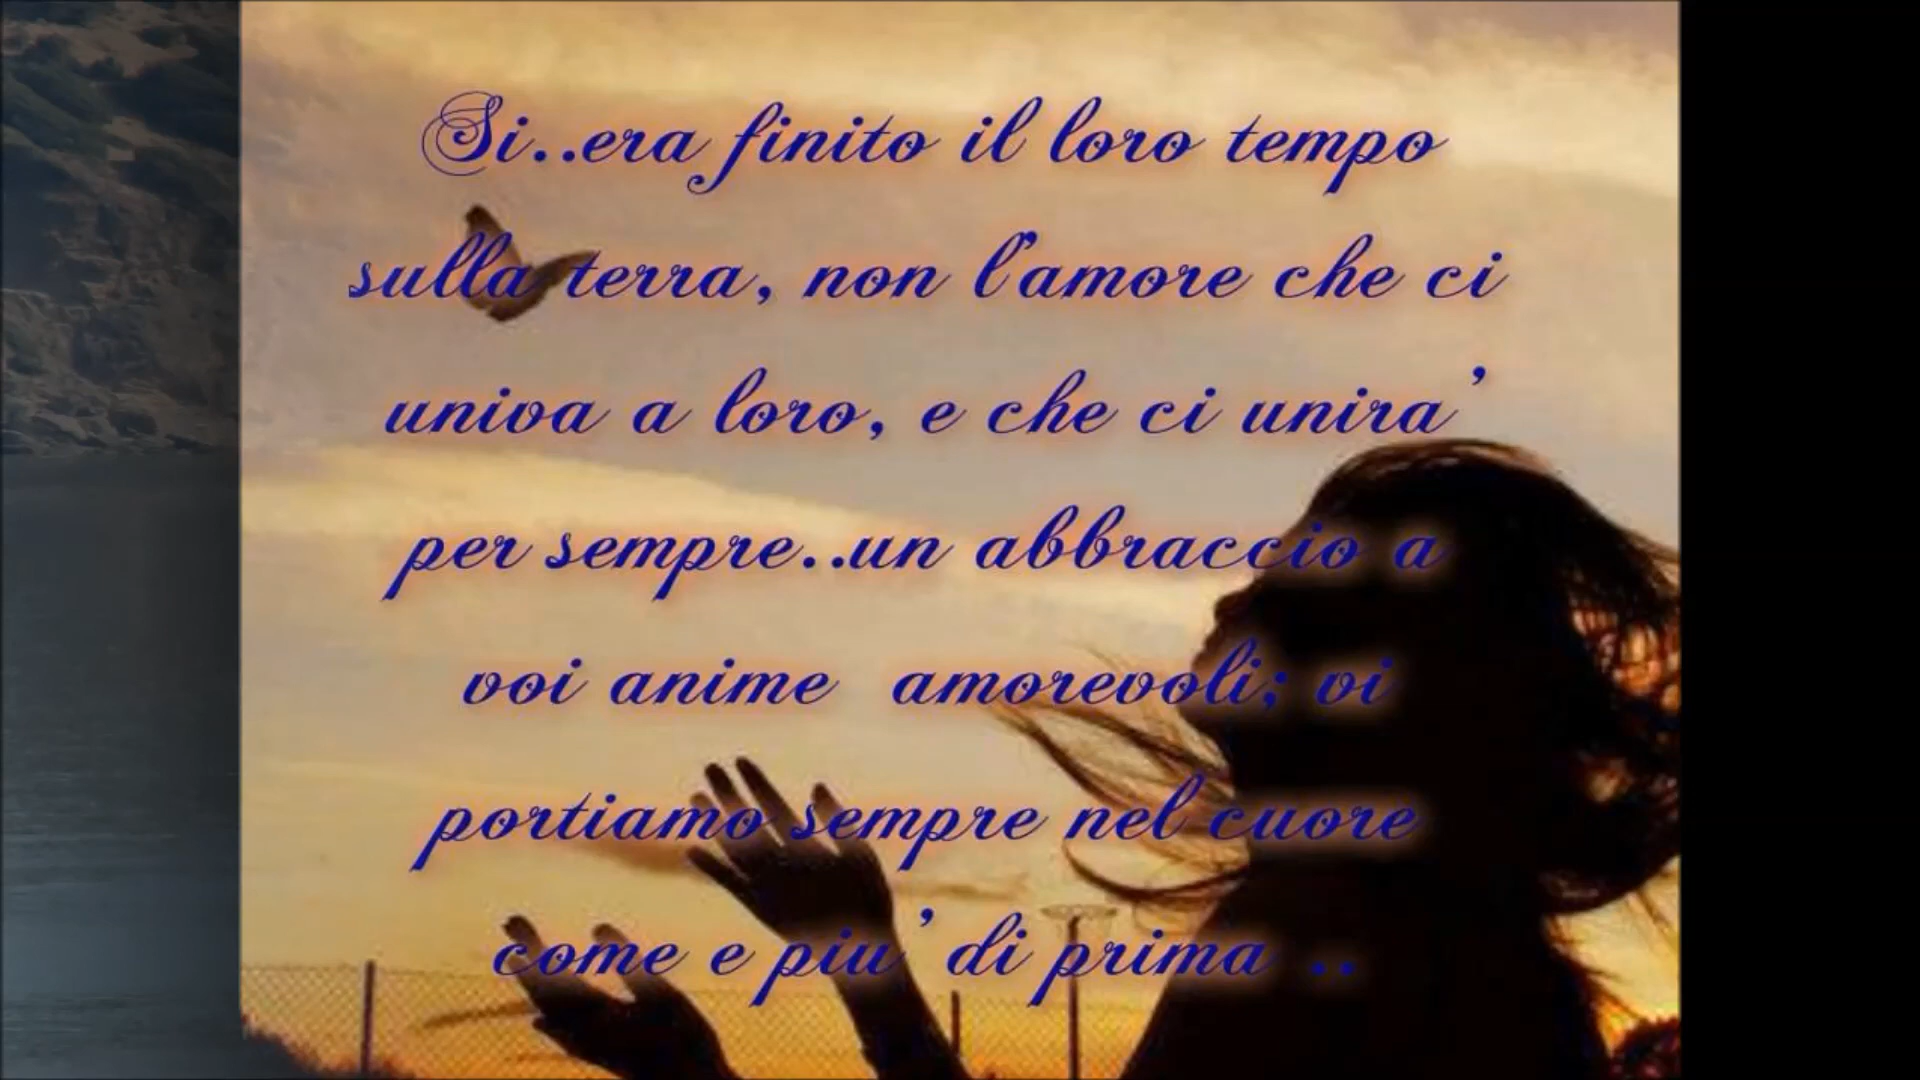 Si..era finito il loro tempo
sulla terra, non l'amore che ci
univa a loro, e che ci unira'
per sempre..un abbraccio a
voi anime  amorevoli; vi
portiamo sempre nel cuore
come e piu' di prima ..